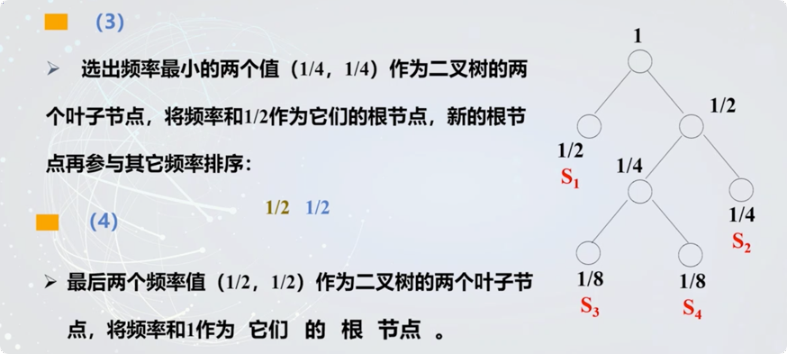 (3)
选出频率最小的两个值（1/4，1/4）作为二叉树的两
个叶子节点，将频率和1/2作为它们的根节点，新的根节
点再参与其它频率排序：
1/2 1/2
(4)
最后两个频率值（1/2，1/2）作为二叉树的两个叶子节
点，将频率和1作为 它们 的 根 节点 。
1
1/2
1/2
S1
1/4
1/4
S2
1/8
S3
1/8
S4